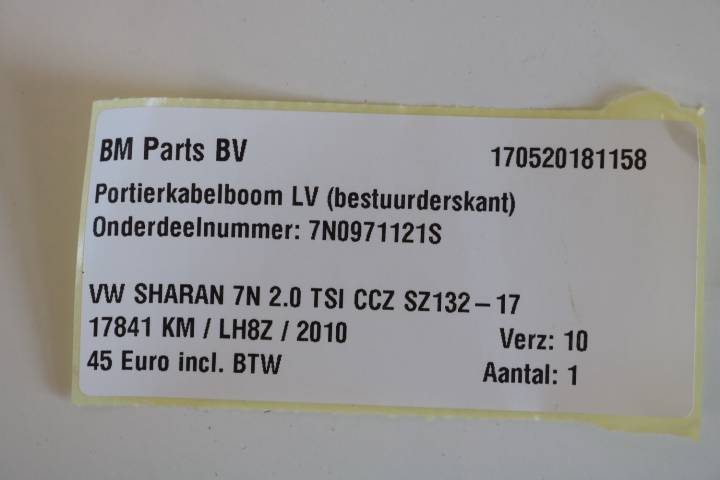 BM Parts BV 170520181158
Portierkabelboom LV (bestuurderskant)
Onderdeelnummer: 7N0971121S
VW SHARAN 7N 2.0 TSI CCZ SZ132-17
17841 KM / LH8Z / 2010 Verz: 10
45 Euro incl. BTW Aantal: 1